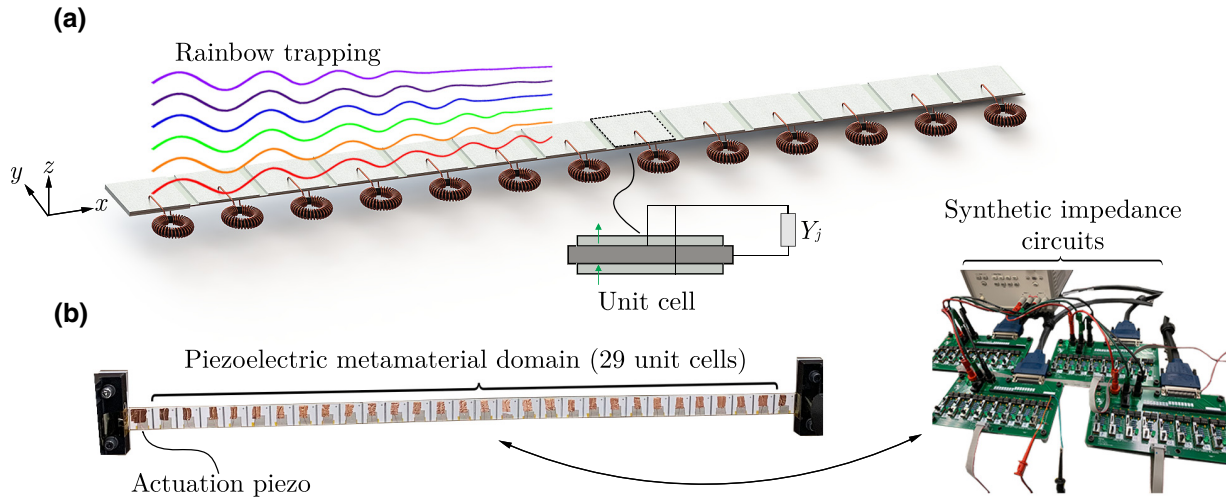 (a)
Rainbow trapping
y
z
x
Y_j
Unit cell
Synthetic impedance
circuits
(b)
Piezoelectric metamaterial domain (29 unit cells)
Actuation piezo